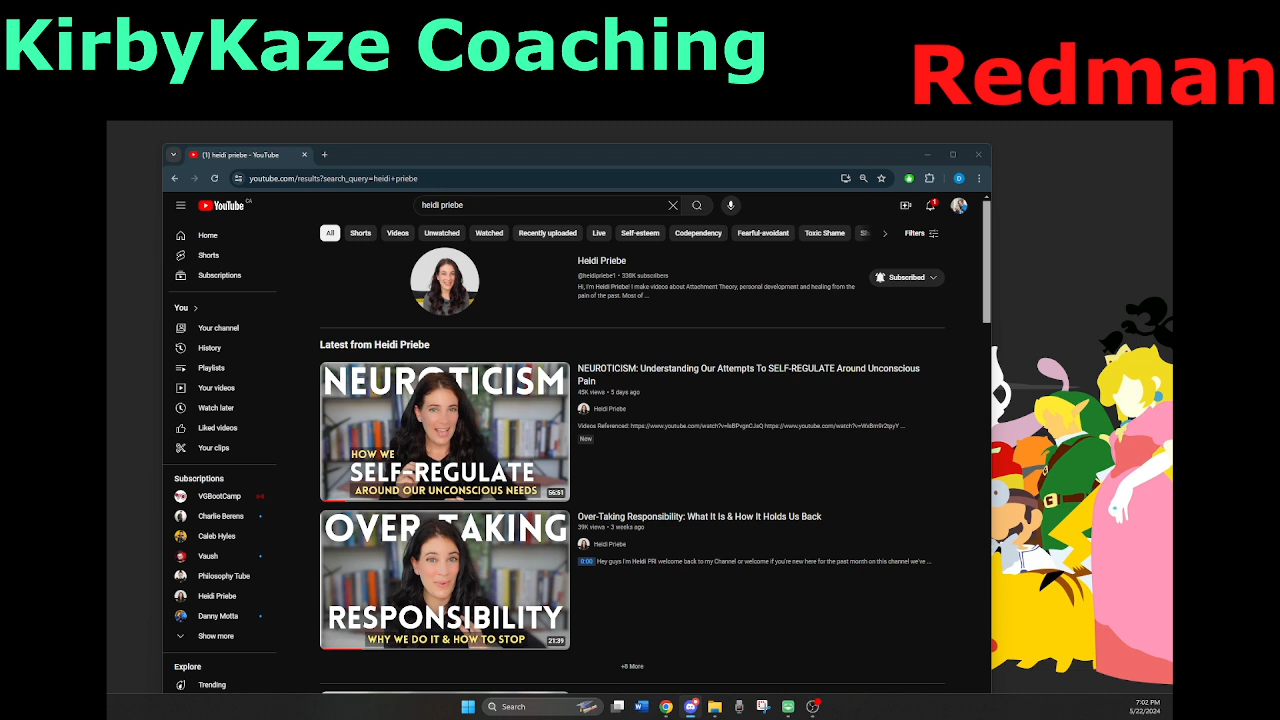 KirbyKaze Coaching
Redman
(1) heidi priebe - YouTube
youtube.com/results?search_query=heidi+priebe
D
YouTube CA
heidi priebe
1
Home
Shorts
Subscriptions
You
Your channel
History
Playlists
Your videos
Watch later
Liked videos
Your clips
Subscriptions
VGBootCamp
Charlie Berens
Caleb Hyles
Vaush
Philosophy Tube
Heidi Priebe
Danny Motta
Show more
Explore
Trending
All Shorts Videos Unwatched Watched Recently uploaded Live Self-esteem Codependency Fearful-avoidant Toxic Shame
Filters
Heidi Priebe
@heidipriebe1 • 338K subscribers
Hi, I'm Heidi Priebe! I make videos about Attachment Theory, personal development and healing from the
pain of the past. Most of ...
Subscribed
Latest from Heidi Priebe
NEUROTICISM
HOW WE
SELF-REGULATE
AROUND OUR UNCONSCIOUS NEEDS
56:51
NEUROTICISM: Understanding Our Attempts To SELF-REGULATE Around Unconscious
Pain
45K views • 5 days ago
Heidi Priebe
Videos Referenced:
New
OVER-TAKING
RESPONSIBILITY
WHY WE DO IT & HOW TO STOP
21:39
Over-Taking Responsibility: What It Is & How It Holds Us Back
39K views • 3 weeks ago
Heidi Priebe
0:00 Hey guys I'm Heidi PRI welcome back to my Channel or welcome if you're new here for the past month on this channel we've ...
+8 More
Search
7:02 PM
5/22/2024